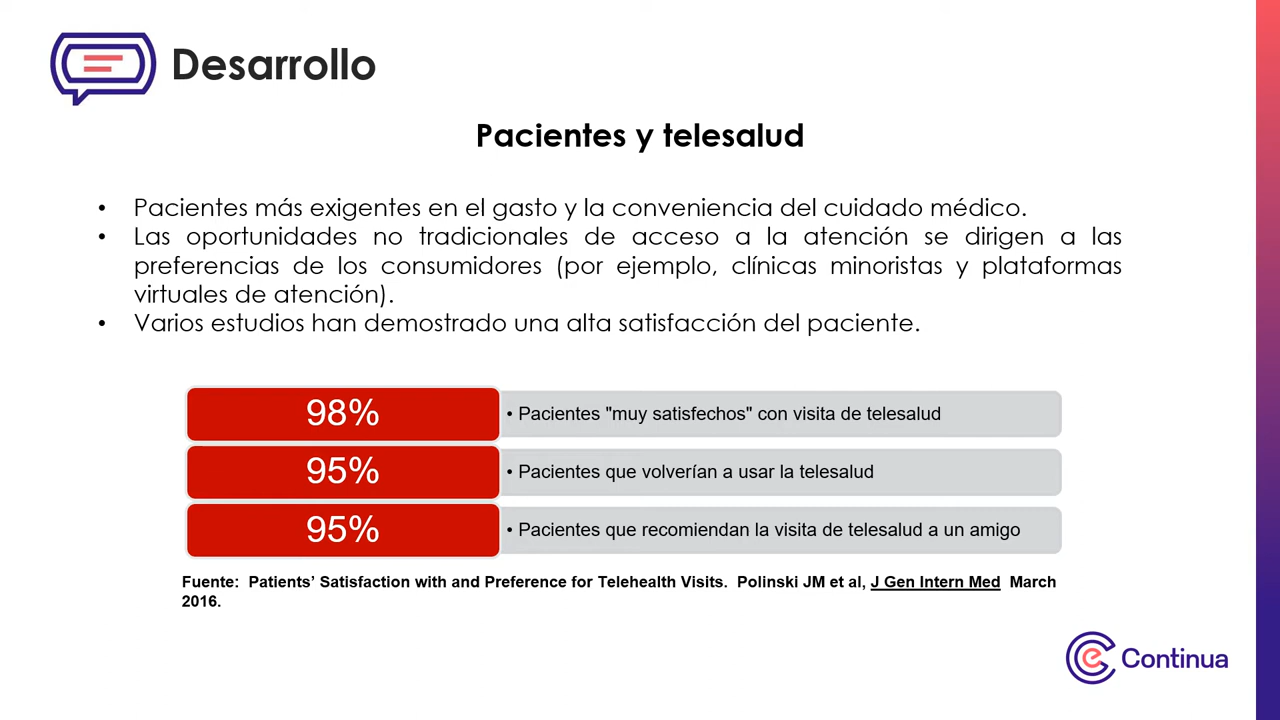 Desarrollo
Pacientes y telesalud
• Pacientes más exigentes en el gasto y la conveniencia del cuidado médico.
• Las oportunidades no tradicionales de acceso a la atención se dirigen a las
preferencias de los consumidores (por ejemplo, clínicas minoristas y plataformas
virtuales de atención).
• Varios estudios han demostrado una alta satisfacción del paciente.
98% • Pacientes "muy satisfechos" con visita de telesalud
95% • Pacientes que volverían a usar la telesalud
95% • Pacientes que recomiendan la visita de telesalud a un amigo
Fuente: Patients’ Satisfaction with and Preference for Telehealth Visits. Polinski JM et al, J Gen Intern Med March
2016.
e Continua